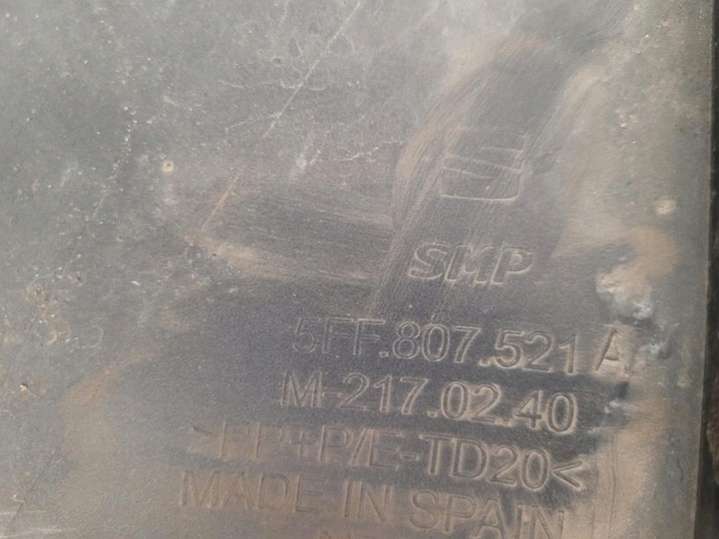 SMP
5FF.807.521 A
M-217.02.40
>PP+P/E-TD20<
MADE IN SPAIN